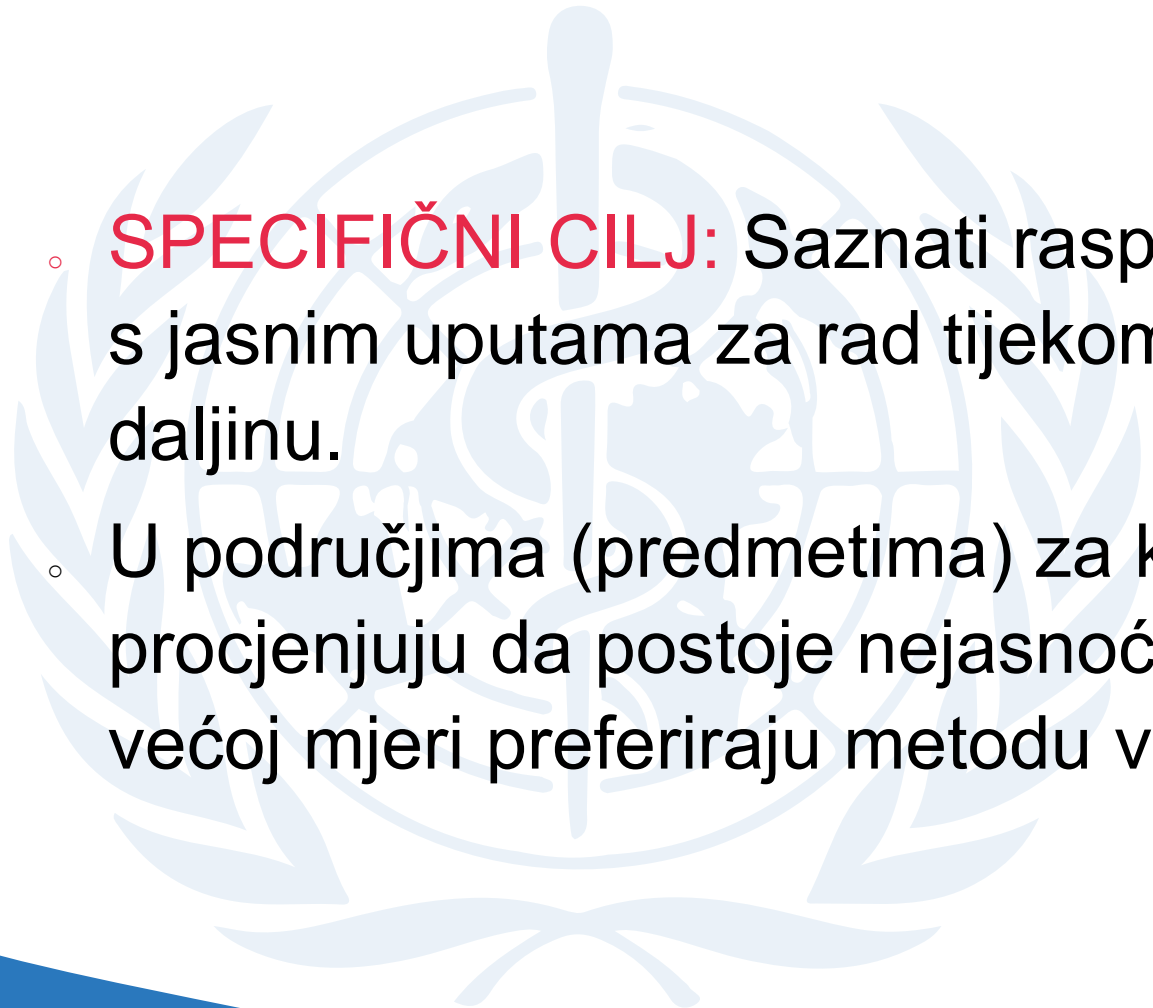 SPECIFIČNI CILJ: Saznati rasp
s jasnim uputama za rad tijekom
daljinu.
U područjima (predmetima) za k
procjenjuju da postoje nejasnoć
većoj mjeri preferiraju metodu v